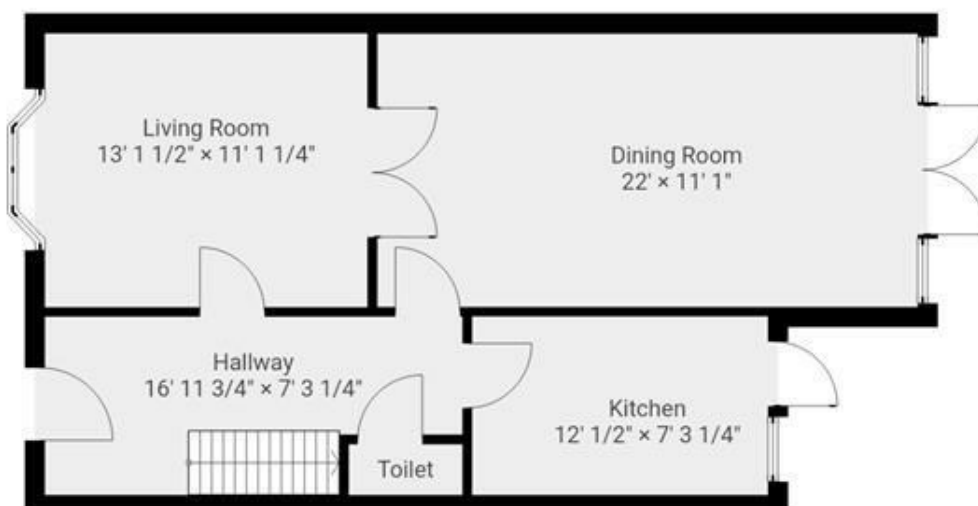 Living Room
13' 1 1/2" × 11' 1 1/4"
Dining Room
22' × 11' 1"
Hallway
16' 11 3/4" × 7' 3 1/4"
Kitchen
12' 1/2" × 7' 3 1/4"
Toilet